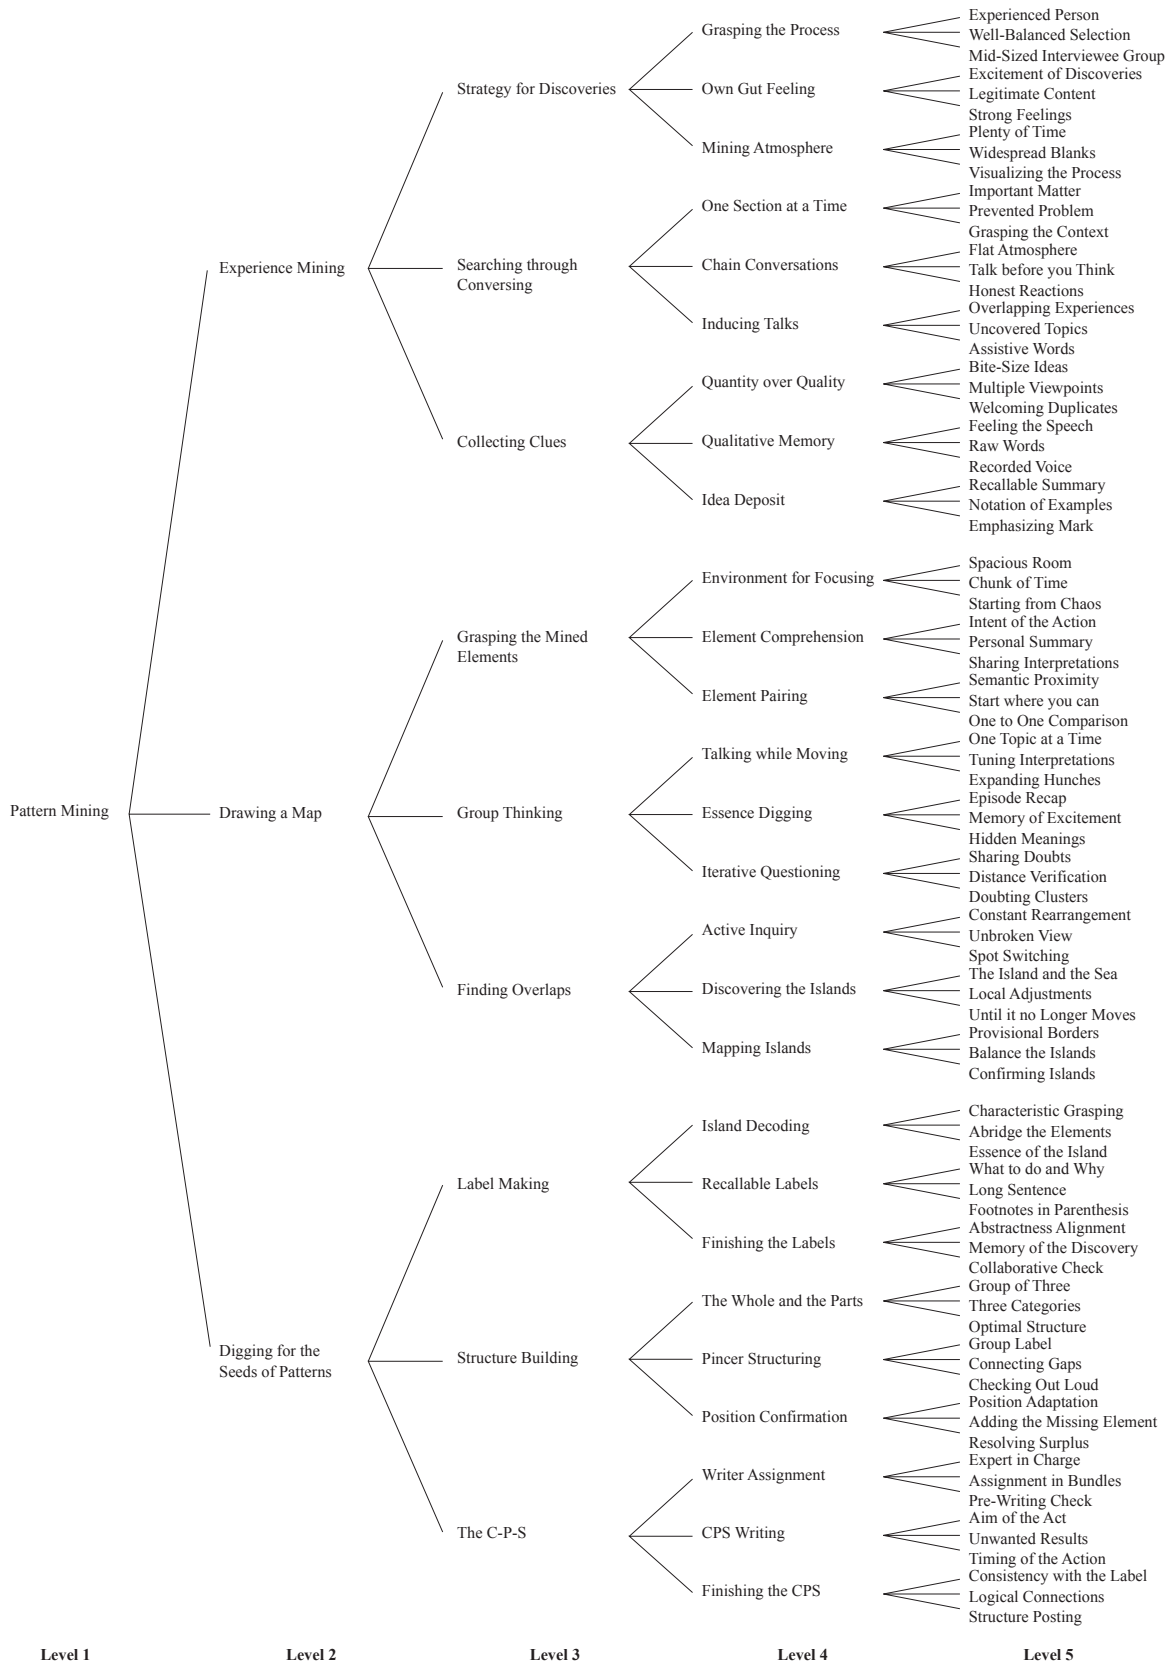 Pattern Mining
Experience Mining
Strategy for Discoveries
Grasping the Process
Experienced Person
Well-Balanced Selection
Mid-Sized Interviewee Group
Own Gut Feeling
Excitement of Discoveries
Legitimate Content
Strong Feelings
Mining Atmosphere
Plenty of Time
Widespread Blanks
Visualizing the Process
Searching through
Conversing
One Section at a Time
Important Matter
Prevented Problem
Grasping the Context
Chain Conversations
Flat Atmosphere
Talk before you Think
Honest Reactions
Inducing Talks
Overlapping Experiences
Uncovered Topics
Assistive Words
Collecting Clues
Quantity over Quality
Bite-Size Ideas
Multiple Viewpoints
Welcoming Duplicates
Qualitative Memory
Feeling the Speech
Raw Words
Recorded Voice
Idea Deposit
Recallable Summary
Notation of Examples
Emphasizing Mark
Drawing a Map
Grasping the Mined
Elements
Environment for Focusing
Spacious Room
Chunk of Time
Starting from Chaos
Element Comprehension
Intent of the Action
Personal Summary
Sharing Interpretations
Element Pairing
Semantic Proximity
Start where you can
One to One Comparison
Group Thinking
Talking while Moving
One Topic at a Time
Tuning Interpretations
Expanding Hunches
Essence Digging
Episode Recap
Memory of Excitement
Hidden Meanings
Iterative Questioning
Sharing Doubts
Distance Verification
Doubting Clusters
Finding Overlaps
Active Inquiry
Constant Rearrangement
Unbroken View
Spot Switching
Discovering the Islands
The Island and the Sea
Local Adjustments
Until it no Longer Moves
Mapping Islands
Provisional Borders
Balance the Islands
Confirming Islands
Digging for the
Seeds of Patterns
Label Making
Island Decoding
Characteristic Grasping
Abridge the Elements
Essence of the Island
Recallable Labels
What to do and Why
Long Sentence
Footnotes in Parenthesis
Finishing the Labels
Abstractness Alignment
Memory of the Discovery
Collaborative Check
Structure Building
The Whole and the Parts
Group of Three
Three Categories
Optimal Structure
Pincer Structuring
Group Label
Connecting Gaps
Checking Out Loud
Position Confirmation
Position Adaptation
Adding the Missing Element
Resolving Surplus
The C-P-S
Writer Assignment
Expert in Charge
Assignment in Bundles
Pre-Writing Check
CPS Writing
Aim of the Act
Unwanted Results
Timing of the Action
Finishing the CPS
Consistency with the Label
Logical Connections
Structure Posting
Level 1
Level 2
Level 3
Level 4
Level 5